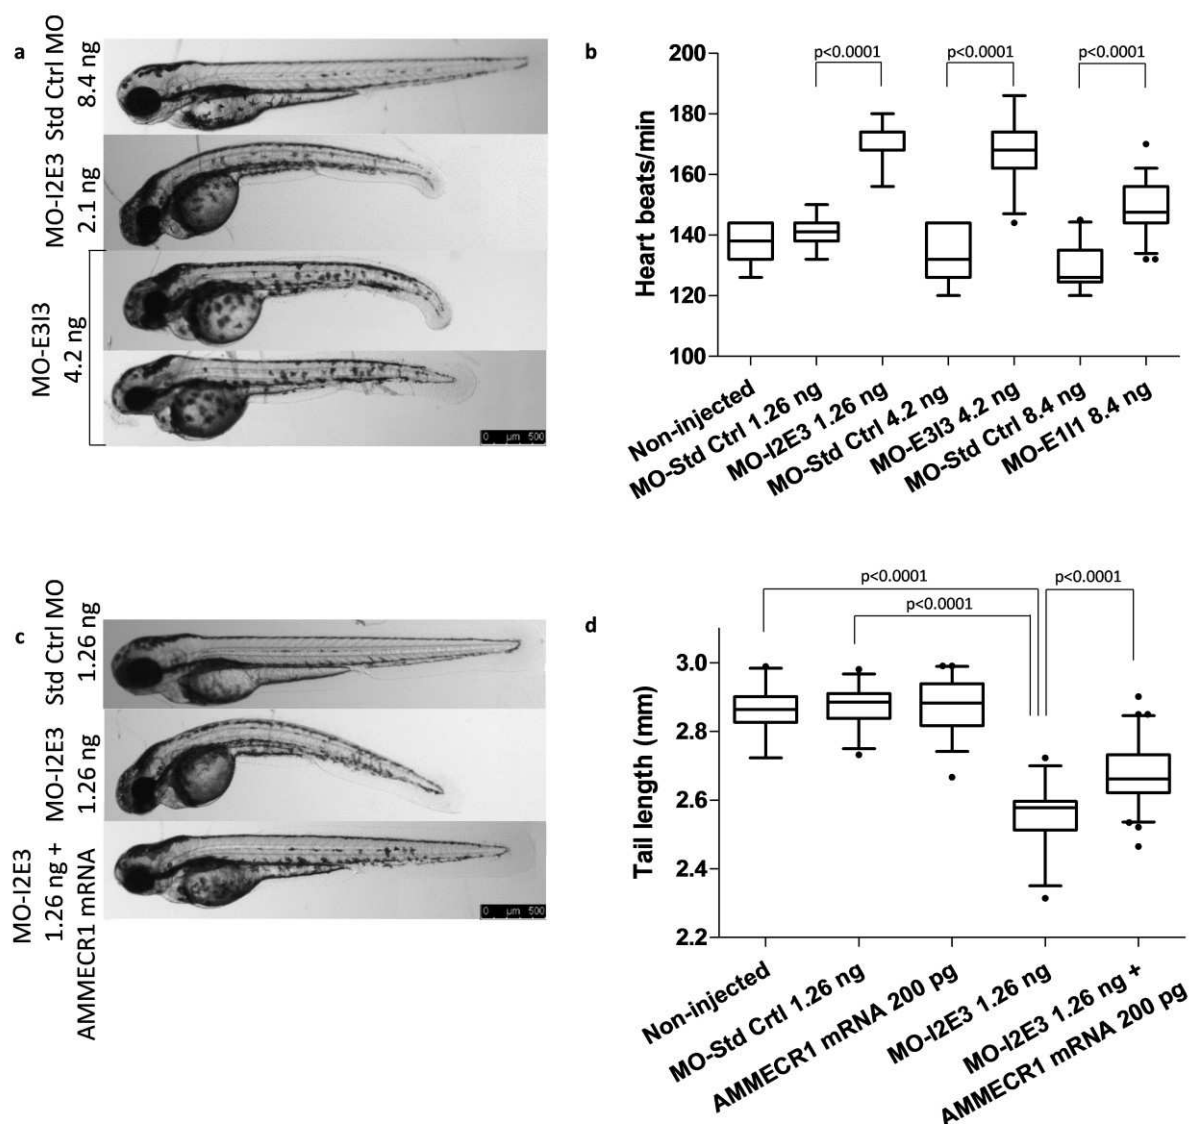 a
Std Ctrl MO
8.4 ng
MO-I2E3
2.1 ng
MO-E3I3
4.2 ng
0 µm 500
b
Heart beats/min
200
180
160
140
120
100
p<0.0001
p<0.0001
p<0.0001
Non-injected
MO-Std Ctrl 1.26 ng
MO-I2E3 1.26 ng
MO-Std Ctrl 4.2 ng
MO-E3I3 4.2 ng
MO-Std Ctrl 8.4 ng
MO-E1I1 8.4 ng
c
Std Ctrl MO
1.26 ng
MO-I2E3
1.26 ng
MO-I2E3
1.26 ng +
AMMECR1 mRNA
0 µm 500
d
p<0.0001
p<0.0001
p<0.0001
Tail length (mm)
3.0
2.8
2.6
2.4
2.2
Non-injected
MO-Std Crtl 1.26 ng
AMMECR1 mRNA 200 pg
MO-I2E3 1.26 ng
MO-I2E3 1.26 ng +
AMMECR1 mRNA 200 pg